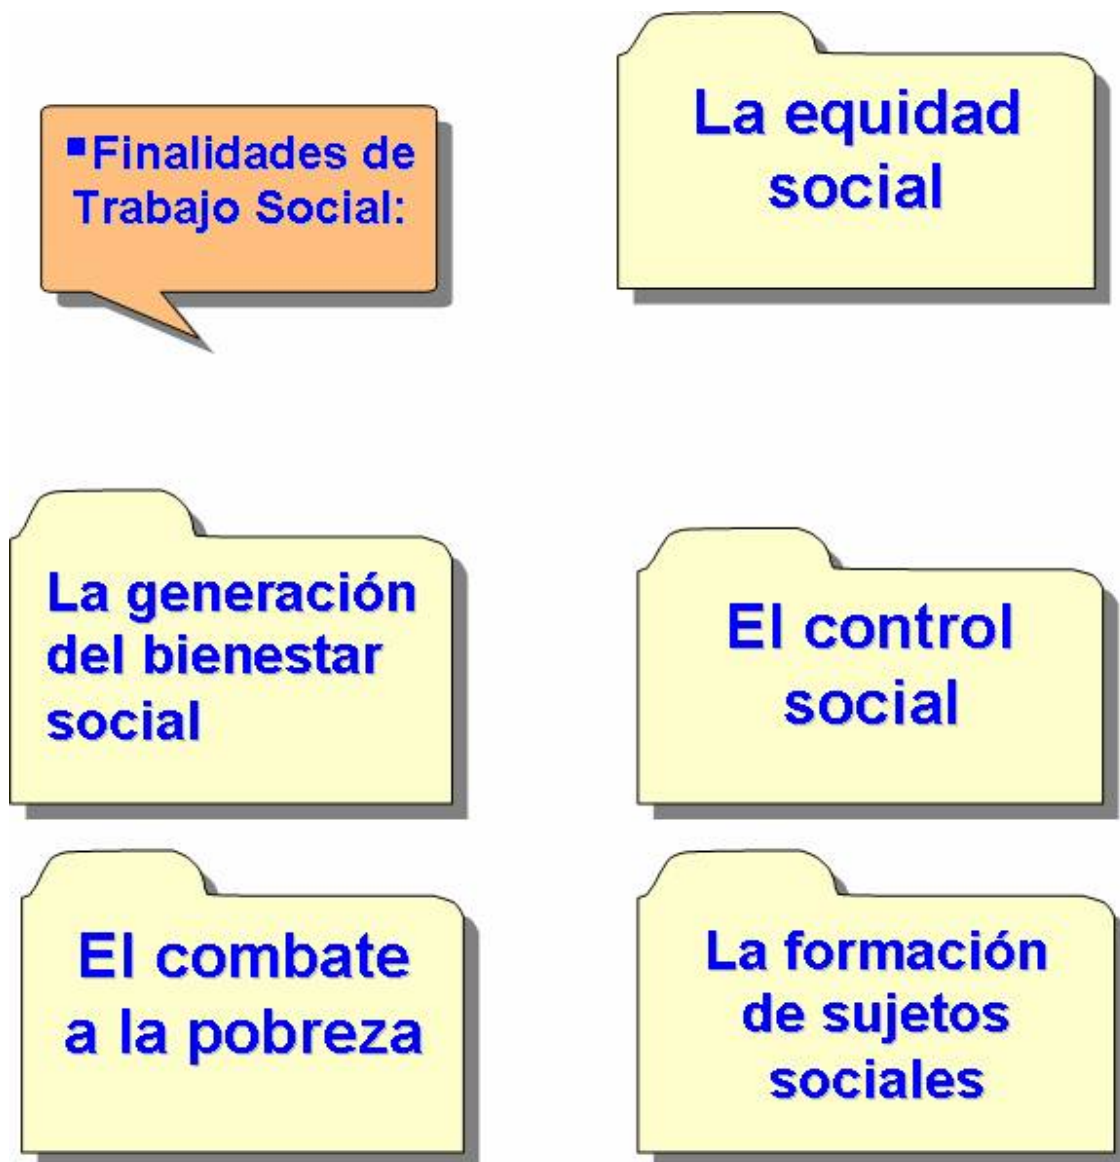 ▪Finalidades de
Trabajo Social:
La equidad
social
La generación
del bienestar
social
El control
social
El combate
a la pobreza
La formación
de sujetos
sociales